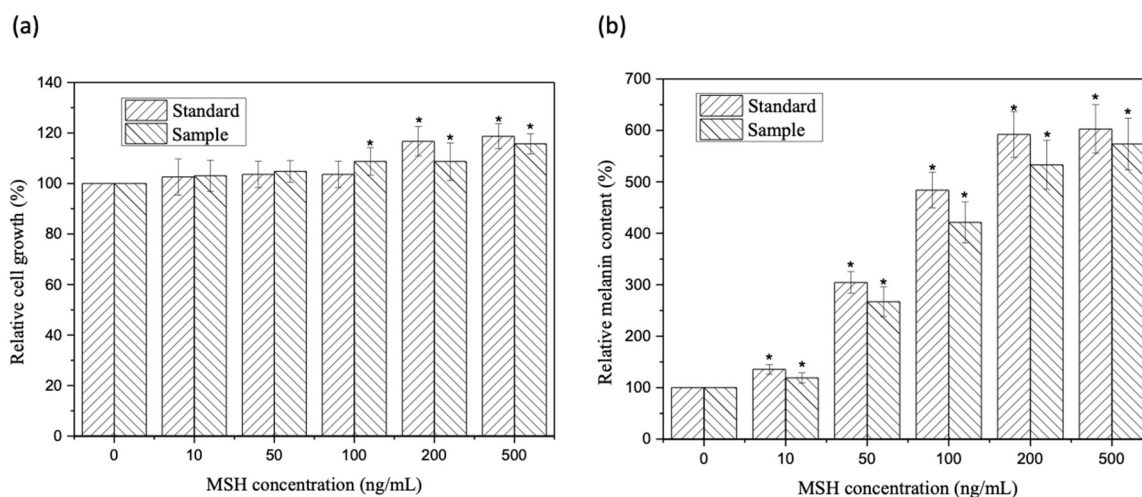 (a)
140
120
100
80
60
40
20
0
Relative cell growth (%)
Standard
Sample
*
* *
* *
0 10 50 100 200 500
MSH concentration (ng/mL)
(b)
700
600
500
400
300
200
100
0
Relative melanin content (%)
Standard
Sample
* *
* *
* *
* *
* *
0 10 50 100 200 500
MSH concentration (ng/mL)